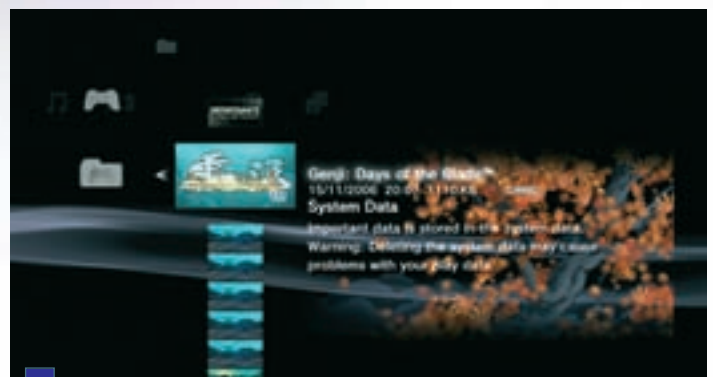 Genji: Days of the Blade™
15/11/2006 20:01 1110 KB
System Data
Important data is stored in the system data.
Warning: Deleting the system data may cause
problems with your play data.